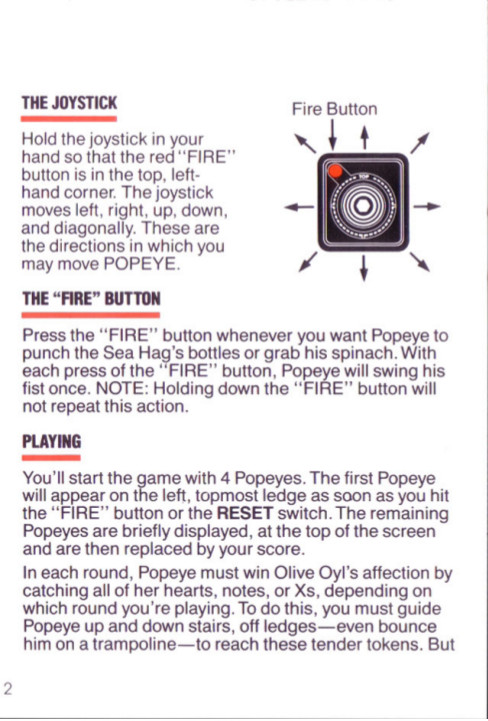 THE JOYSTICK
Hold the joystick in your
hand so that the red "FIRE"
button is in the top, left-
hand corner. The joystick
moves left, right, up, down,
and diagonally. These are
the directions in which you
may move POPEYE.
Fire Button
TOP
THE "FIRE" BUTTON
Press the "FIRE" button whenever you want Popeye to
punch the Sea Hag's bottles or grab his spinach. With
each press of the "FIRE" button, Popeye will swing his
fist once. NOTE: Holding down the "FIRE" button will
not repeat this action.
PLAYING
You'll start the game with 4 Popeyes. The first Popeye
will appear on the left, topmost ledge as soon as you hit
the "FIRE" button or the RESET switch. The remaining
Popeyes are briefly displayed, at the top of the screen
and are then replaced by your score.
In each round, Popeye must win Olive Oyl's affection by
catching all of her hearts, notes, or Xs, depending on
which round you're playing. To do this, you must guide
Popeye up and down stairs, off ledges—even bounce
him on a trampoline—to reach these tender tokens. But
2